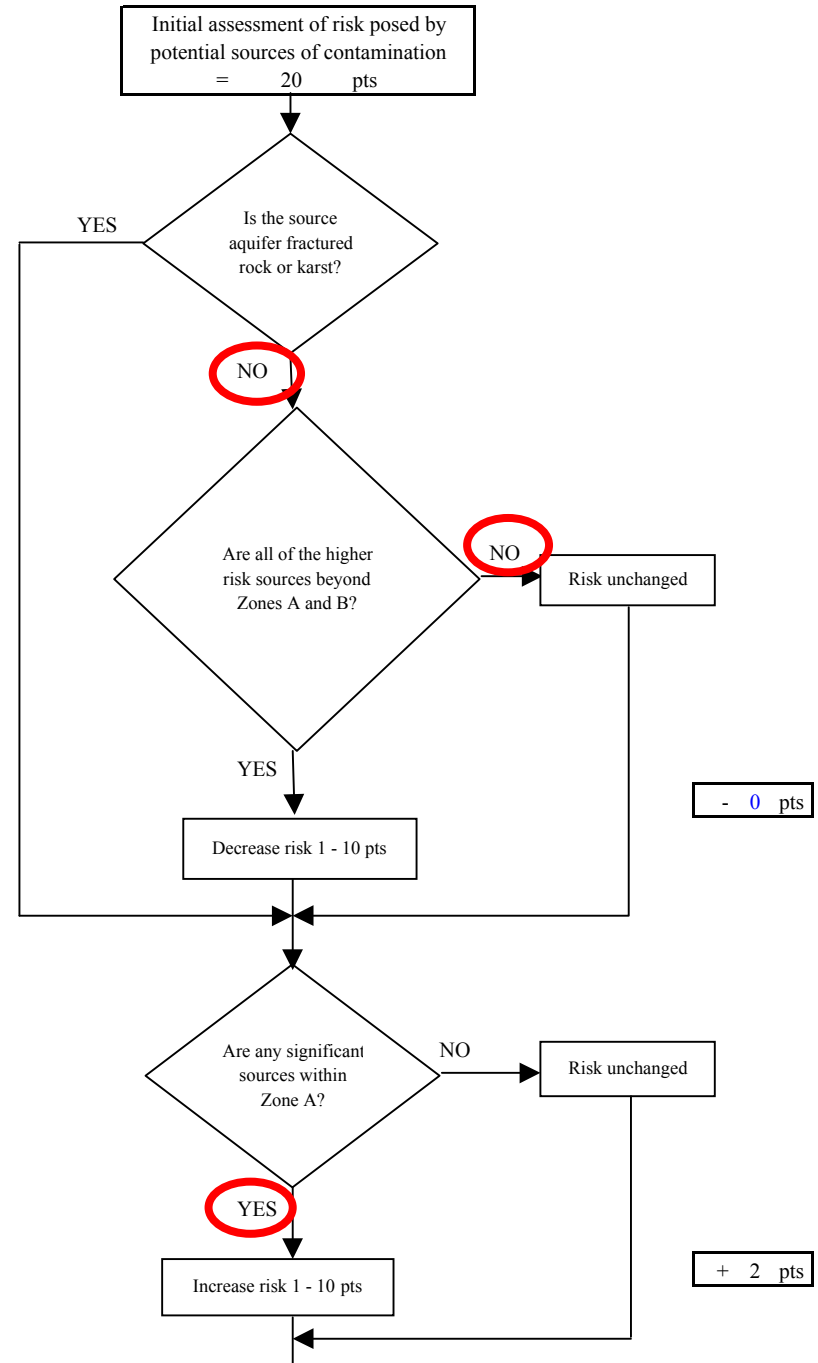 Initial assessment of risk posed by
potential sources of contamination
= 20 pts
YES
Is the source
aquifer fractured
rock or karst?
NO
Are all of the higher
risk sources beyond
Zones A and B?
NO
Risk unchanged
YES
- 0 pts
Decrease risk 1 - 10 pts
Are any significant
sources within
Zone A?
NO
Risk unchanged
YES
+ 2 pts
Increase risk 1 - 10 pts